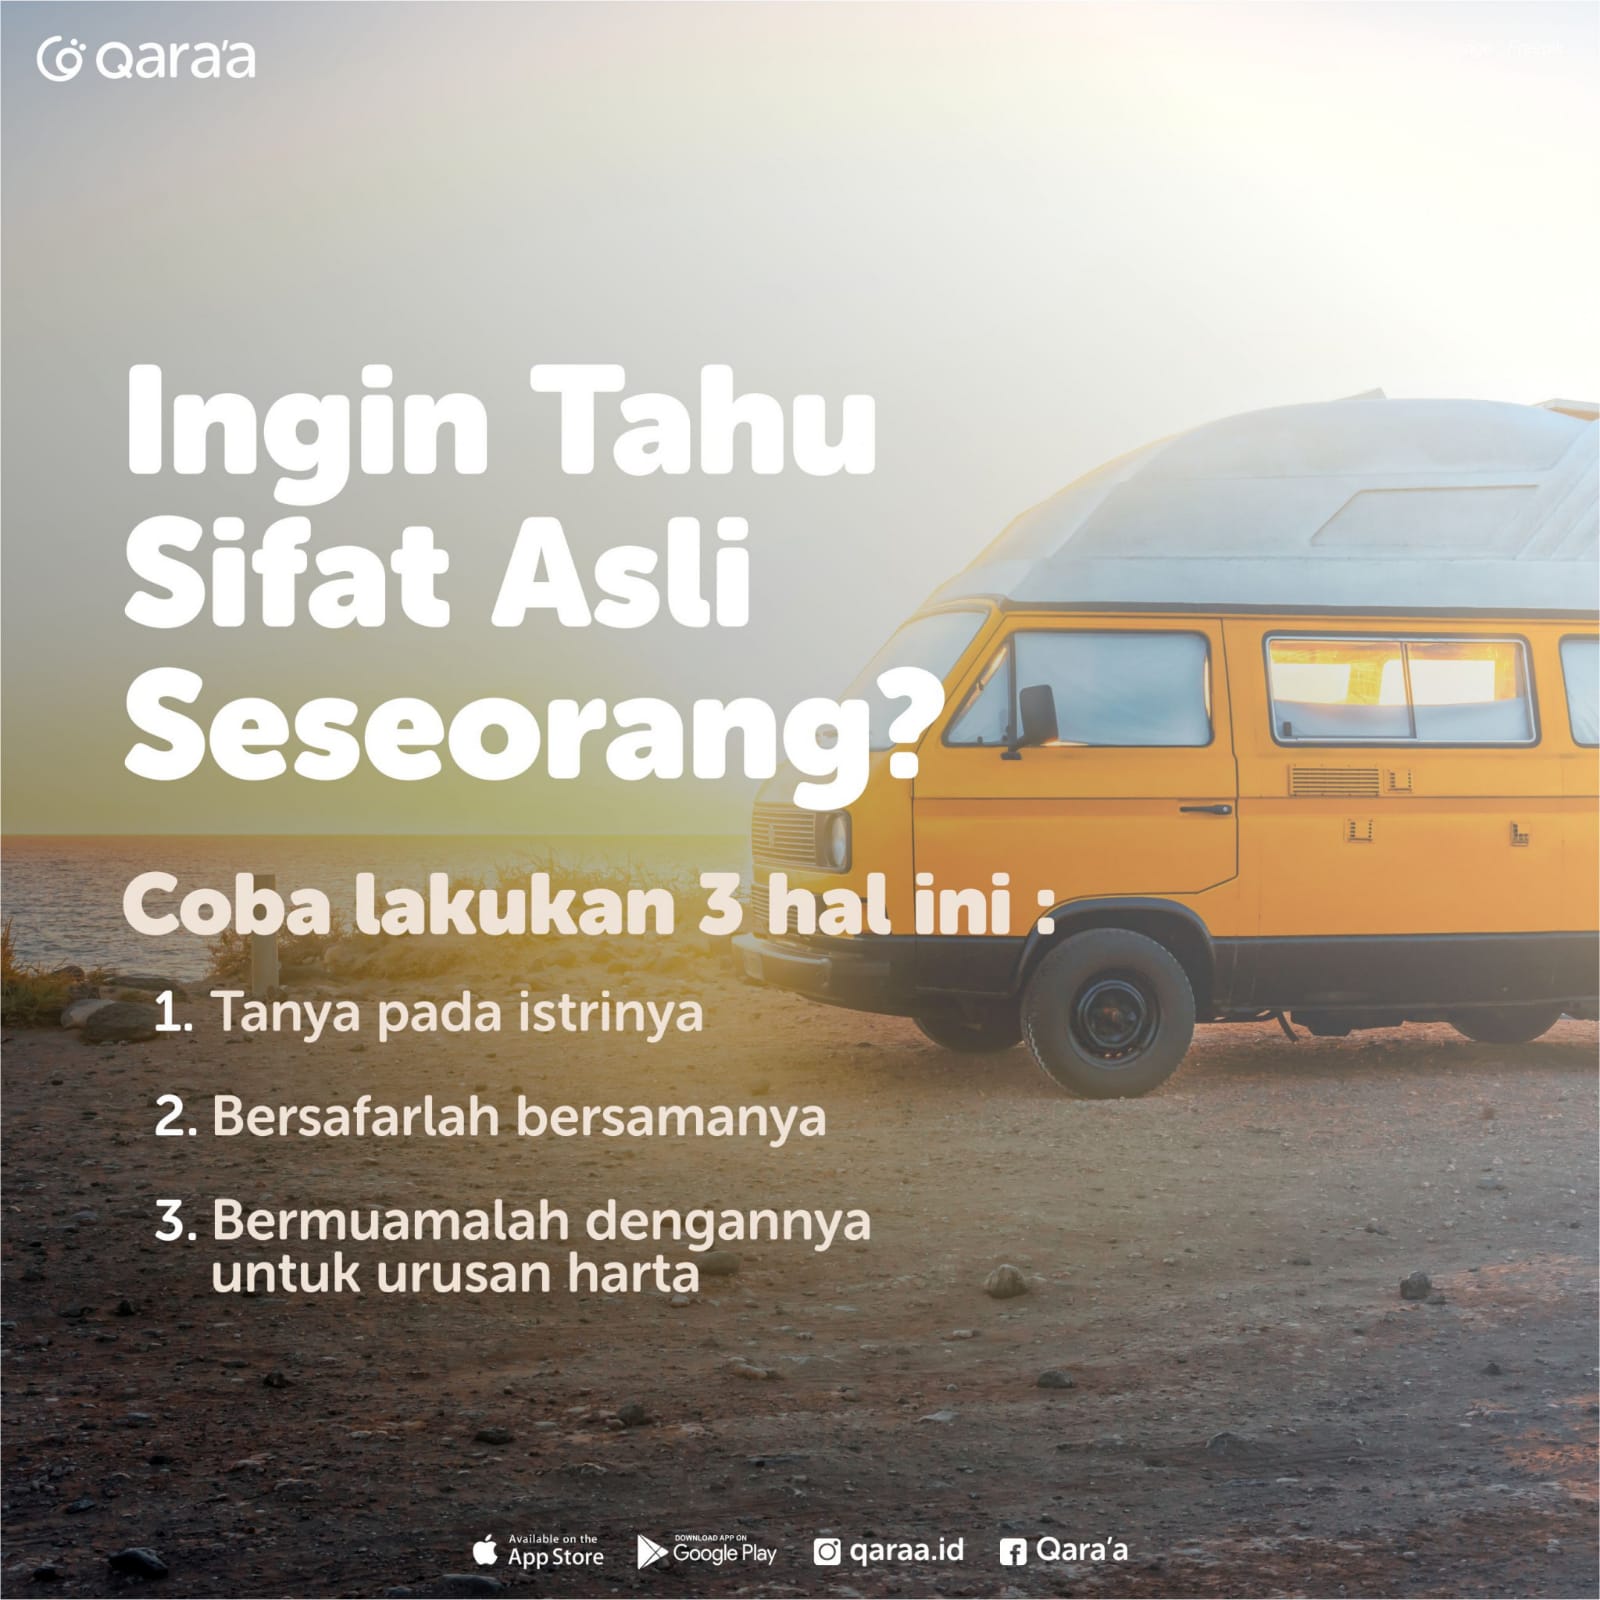 Qara'a
Freepik
Ingin Tahu
Sifat Asli
Seseorang?
Coba lakukan 3 hal ini :
1. Tanya pada istrinya
2. Bersafarlah bersamanya
3. Bermuamalah dengannya
untuk urusan harta
Available on the
App Store
DOWNLOAD APP ON
Google Play
qaraa.id
Qara'a